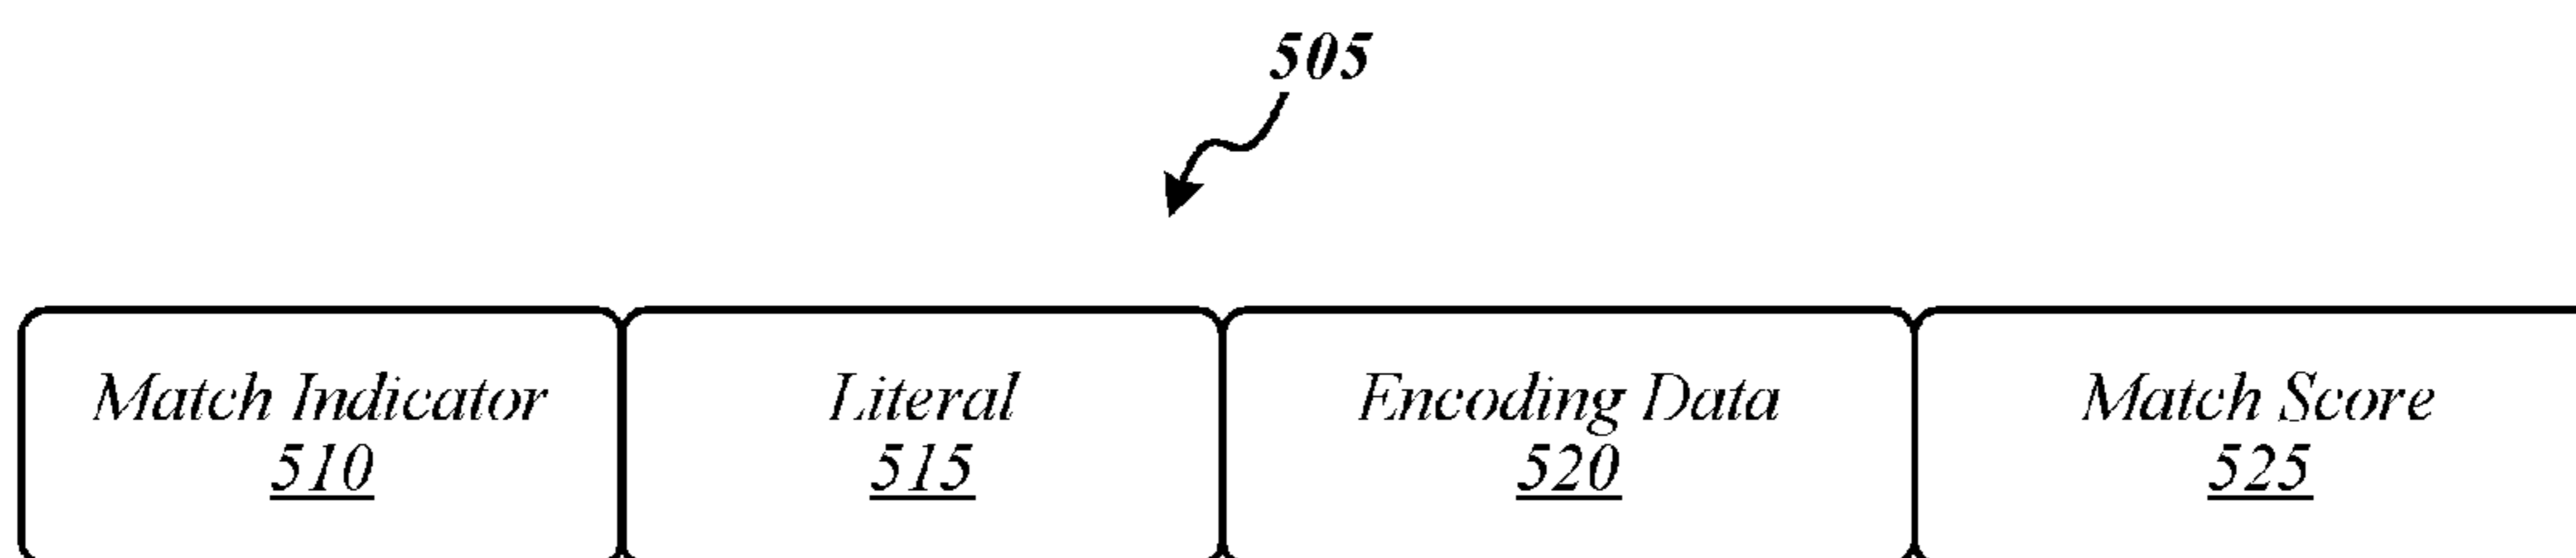 505
Match Indicator
510
Literal
515
Encoding Data
520
Match Score
525